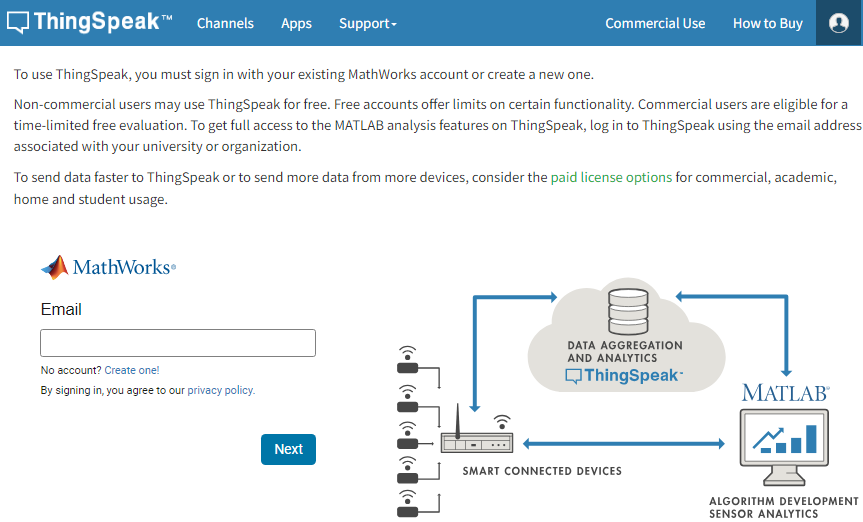 ThingSpeak™ Channels Apps Support Commercial Use How to Buy
To use ThingSpeak, you must sign in with your existing MathWorks account or create a new one.
Non-commercial users may use ThingSpeak for free. Free accounts offer limits on certain functionality. Commercial users are eligible for a
time-limited free evaluation. To get full access to the MATLAB analysis features on ThingSpeak, log in to ThingSpeak using the email address
associated with your university or organization.
To send data faster to ThingSpeak or to send more data from more devices, consider the paid license options for commercial, academic,
home and student usage.
MathWorks®
Email
No account? Create one!
By signing in, you agree to our privacy policy.
Next
DATA AGGREGATION
AND ANALYTICS
ThingSpeak™
SMART CONNECTED DEVICES
MATLAB®
ALGORITHM DEVELOPMENT
SENSOR ANALYTICS